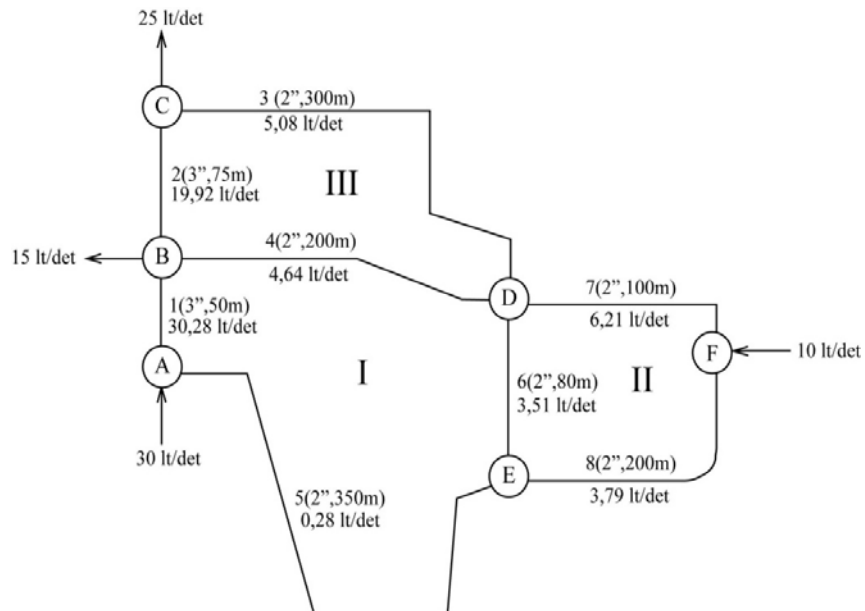 25 lt/det
C
3 (2”,300m)
5,08 lt/det
2(3”,75m)
19,92 lt/det
III
15 lt/det
B
4(2”,200m)
4,64 lt/det
1(3”,50m)
30,28 lt/det
D
7(2”,100m)
6,21 lt/det
A
I
6(2”,80m)
3,51 lt/det
II
F
10 lt/det
30 lt/det
E
8(2”,200m)
3,79 lt/det
5(2”,350m)
0,28 lt/det